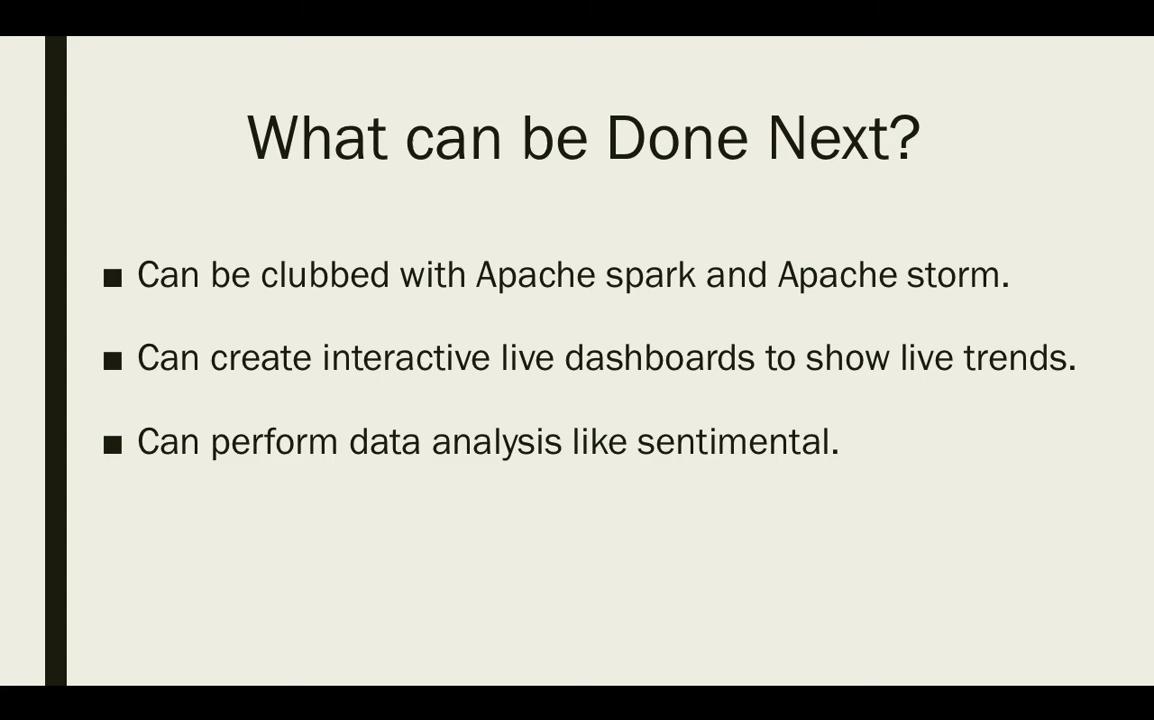 What can be Done Next?
■ Can be clubbed with Apache spark and Apache storm.
■ Can create interactive live dashboards to show live trends.
■ Can perform data analysis like sentimental.